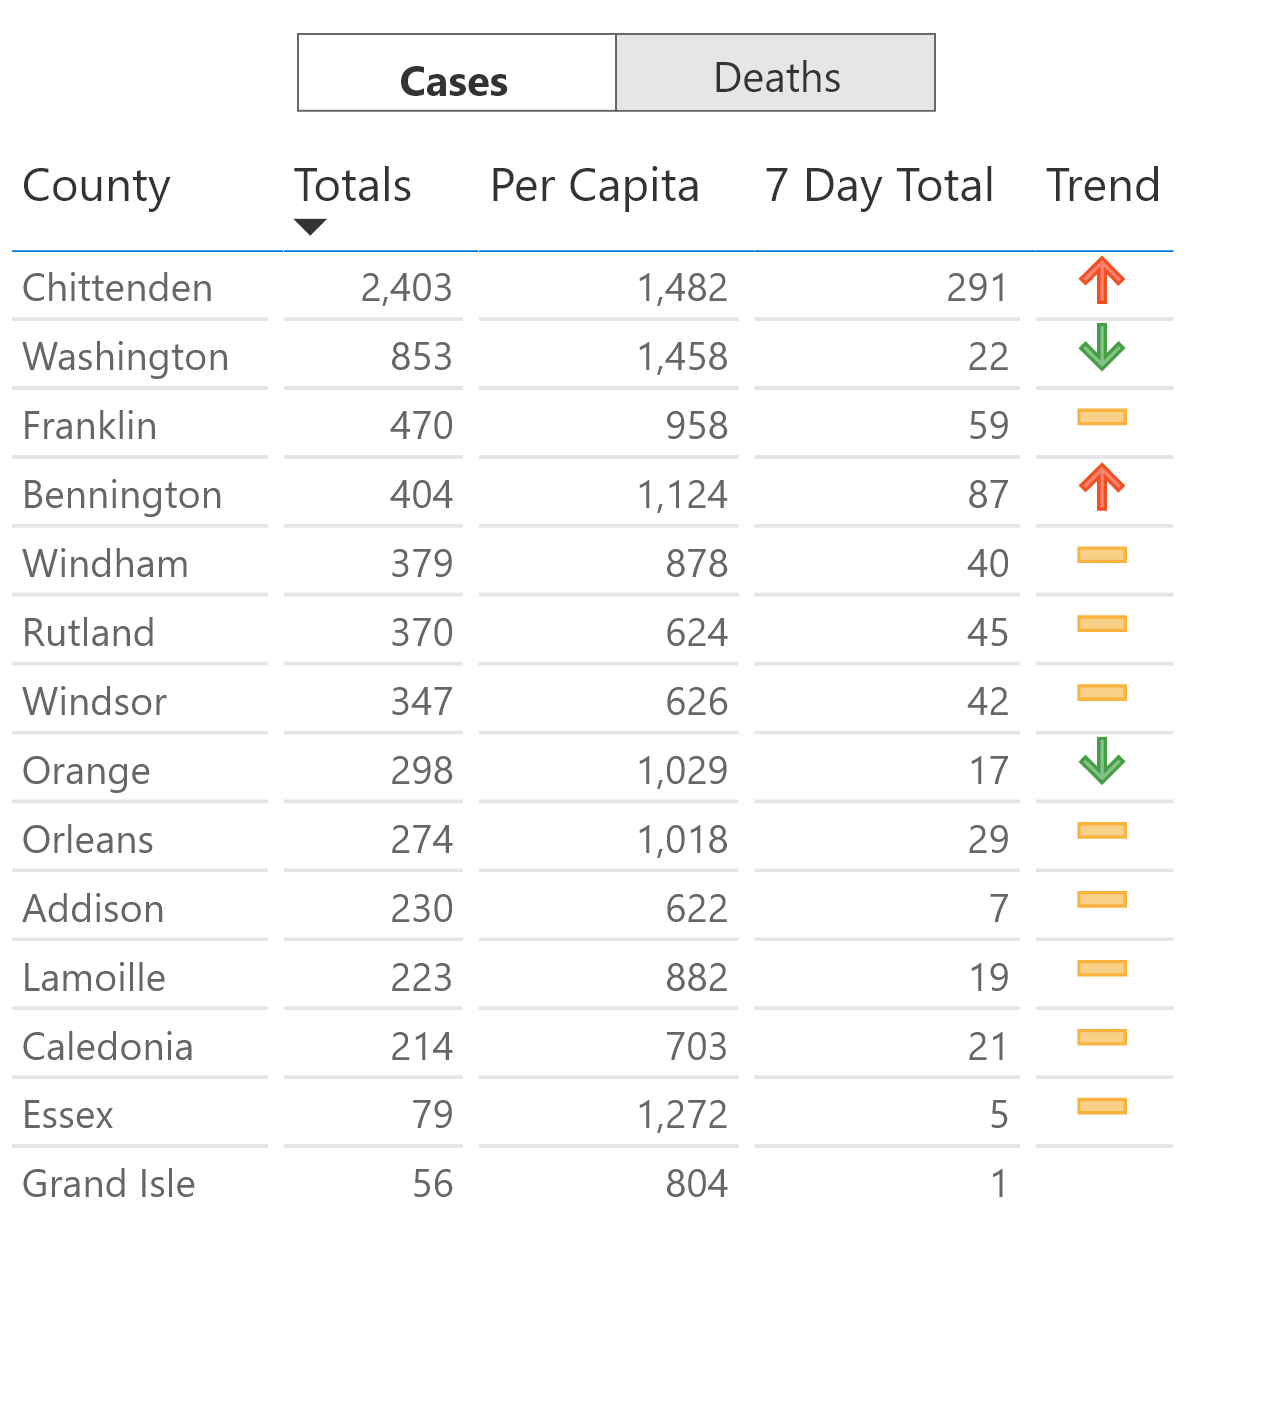 Cases Deaths
County Totals Per Capita 7 Day Total Trend
Chittenden 2,403 1,482 291
Washington 853 1,458 22
Franklin 470 958 59
Bennington 404 1,124 87
Windham 379 878 40
Rutland 370 624 45
Windsor 347 626 42
Orange 298 1,029 17
Orleans 274 1,018 29
Addison 230 622 7
Lamoille 223 882 19
Caledonia 214 703 21
Essex 79 1,272 5
Grand Isle 56 804 1